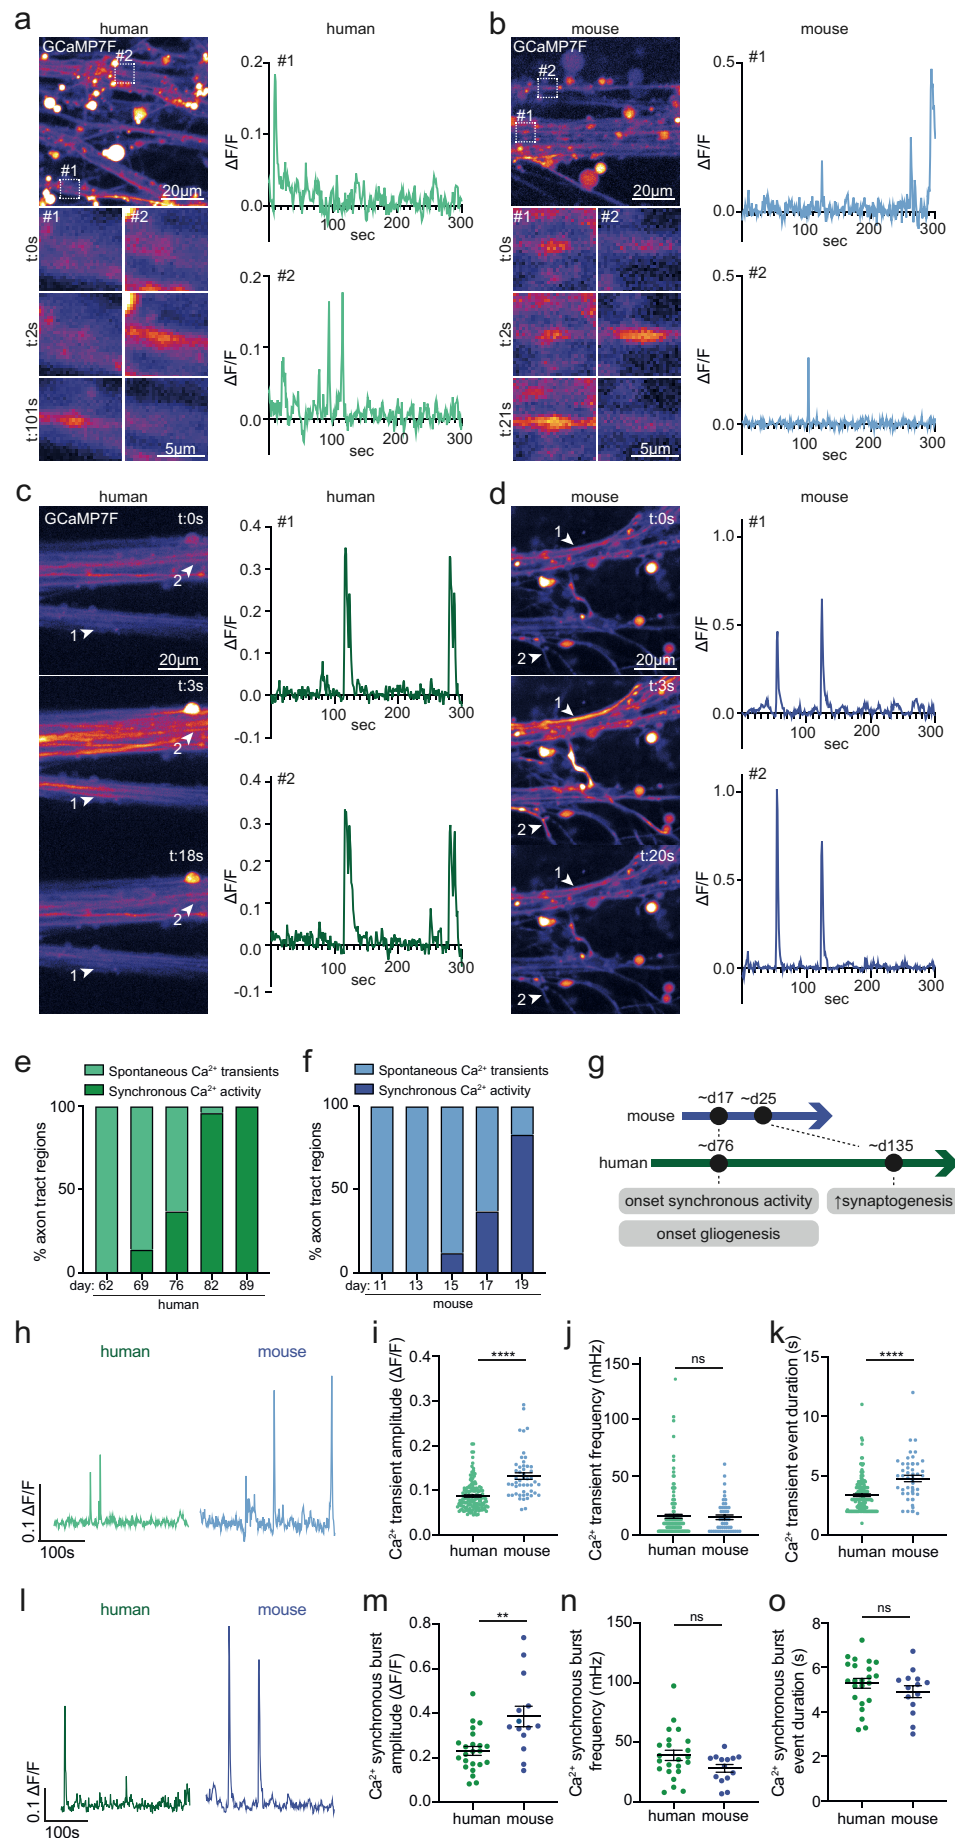 a
human
human
GCaMP7F
#2
#1
20µm
#1
#2
t:0s
t:2s
t:101s
5µm
0.2
#1
0.1
ΔF/F
0.0
100
200
300
sec
0.2
#2
0.1
ΔF/F
0.0
100
200
300
sec
b
mouse
mouse
GCaMP7F
#2
#1
20µm
#1
#2
t:0s
t:2s
t:21s
5µm
0.5
#1
ΔF/F
0.0
100
200
300
sec
0.5
#2
ΔF/F
0.0
100
200
300
sec
c
human
human
GCaMP7F
t:0s
2
1
20µm
t:3s
2
1
t:18s
2
1
0.4
#1
0.3
ΔF/F
0.2
0.1
0.0
-0.1
100
200
300
sec
0.4
#2
0.3
ΔF/F
0.2
0.1
0.0
-0.1
100
200
300
sec
d
mouse
mouse
t:0s
1
2
20µm
t:3s
1
2
t:20s
1
2
#1
1.0
ΔF/F
0.5
0.0
100
200
300
sec
#2
1.0
ΔF/F
0.5
0.0
100
200
300
sec
e
Spontaneous Ca²⁺ transients
Synchronous Ca²⁺ activity
% axon tract regions
100
50
0
day: 62 69 76 82 89
human
f
Spontaneous Ca²⁺ transients
Synchronous Ca²⁺ activity
% axon tract regions
100
50
0
day: 11 13 15 17 19
mouse
g
~d17 ~d25
mouse
~d76
~d135
human
onset synchronous activity
↑synaptogenesis
onset gliogenesis
h
human
mouse
0.1 ΔF/F
100s
i
Ca²⁺ transient amplitude (ΔF/F)
0.4
0.3
0.2
0.1
0.0
****
human mouse
j
Ca²⁺ transient frequency (mHz)
150
100
50
0
ns
human mouse
k
Ca²⁺ transient event duration (s)
15
10
5
0
****
human mouse
l
human
mouse
0.1 ΔF/F
100s
m
Ca²⁺ synchronous burst
amplitude (ΔF/F)
0.8
0.6
0.4
0.2
0.0
**
human mouse
n
Ca²⁺ synchronous burst
frequency (mHz)
150
100
50
0
ns
human mouse
o
Ca²⁺ synchronous burst
event duration (s)
8
6
4
2
0
ns
human mouse